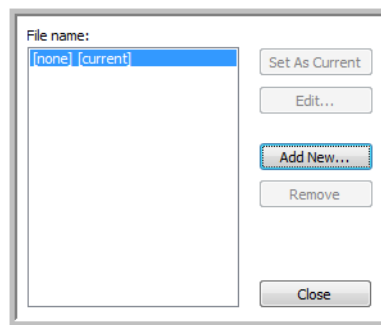 File name:
[none] [current]
Set As Current
Edit...
Add New...
Remove
Close